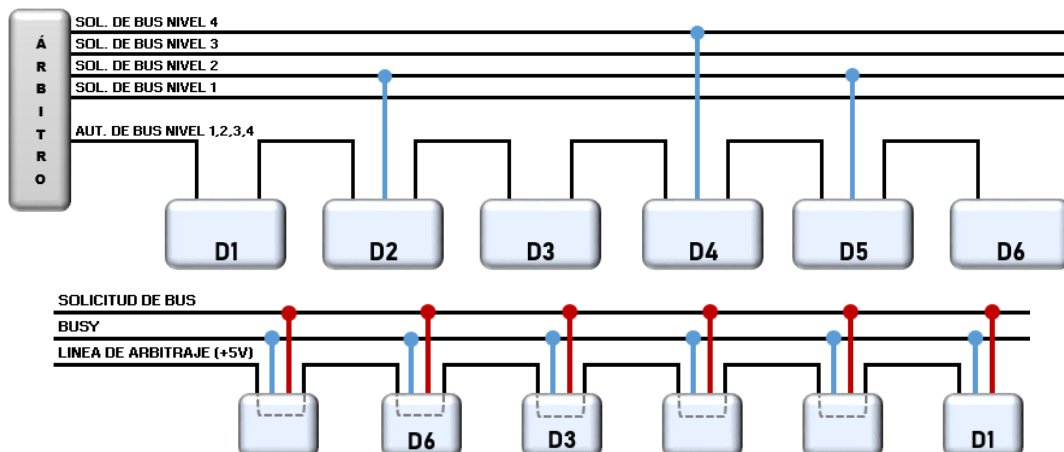 ÁRBITRO
SOL. DE BUS NIVEL 4
SOL. DE BUS NIVEL 3
SOL. DE BUS NIVEL 2
SOL. DE BUS NIVEL 1
AUT. DE BUS NIVEL 1,2,3,4
D1 D2 D3 D4 D5 D6
SOLICITUD DE BUS
BUSY
LINEA DE ARBITRAJE (+5V)
D6 D3 D1